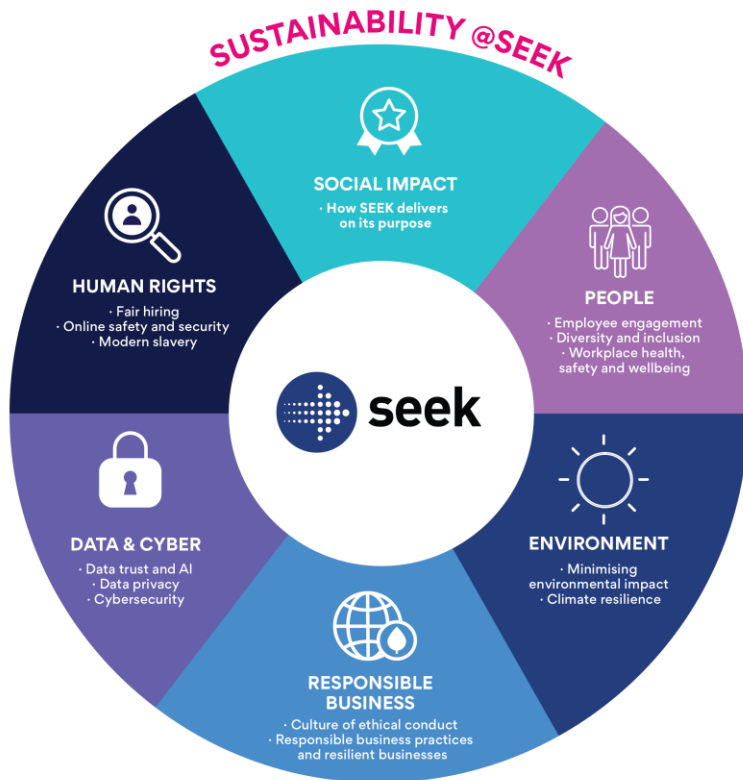 SUSTAINABILITY @SEEK
SOCIAL IMPACT
· How SEEK delivers
on its purpose
PEOPLE
· Employee engagement
· Diversity and inclusion
· Workplace health,
safety and wellbeing
ENVIRONMENT
· Minimising
environmental impact
· Climate resilience
RESPONSIBLE
BUSINESS
· Culture of ethical conduct
· Responsible business practices
and resilient businesses
DATA & CYBER
· Data trust and AI
· Data privacy
· Cybersecurity
HUMAN RIGHTS
· Fair hiring
· Online safety and security
· Modern slavery
seek